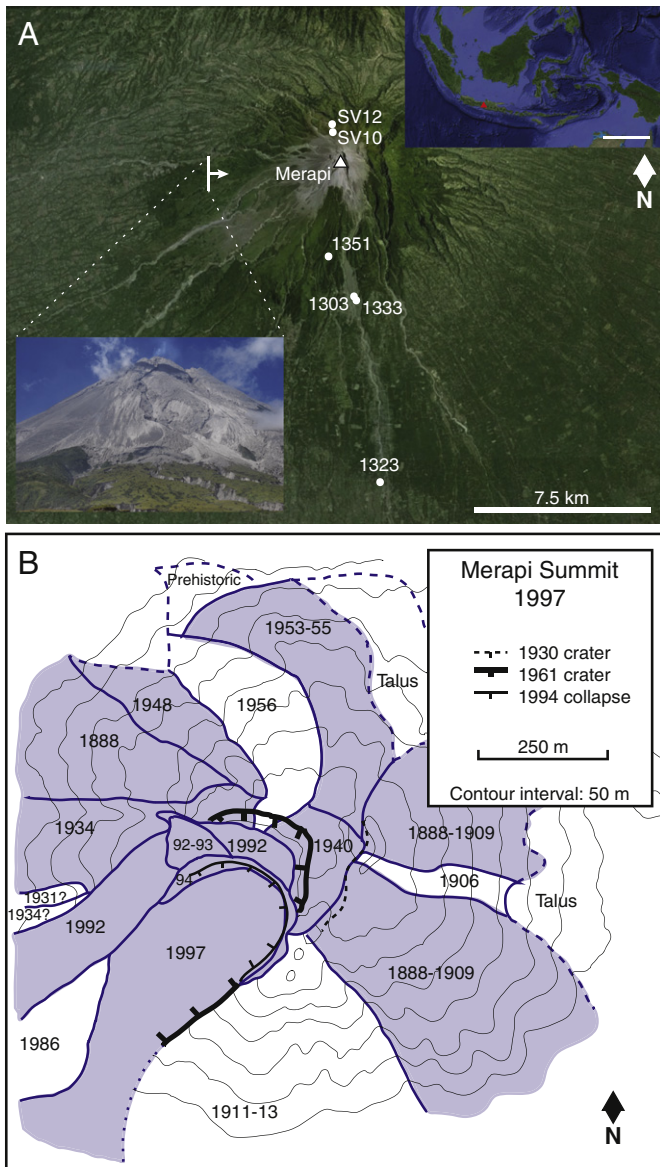 A
SV12
SV10
Merapi
N
1351
1303
1333
1323
7.5 km
B
Merapi Summit
1997
1930 crater
1961 crater
1994 collapse
250 m
Contour interval: 50 m
Prehistoric
1953-55
Talus
1948
1956
1888
1934
92-93
1992
1940
1888-1909
1906
94
1931?
1934?
1992
Talus
1997
1888-1909
1986
1911-13
N